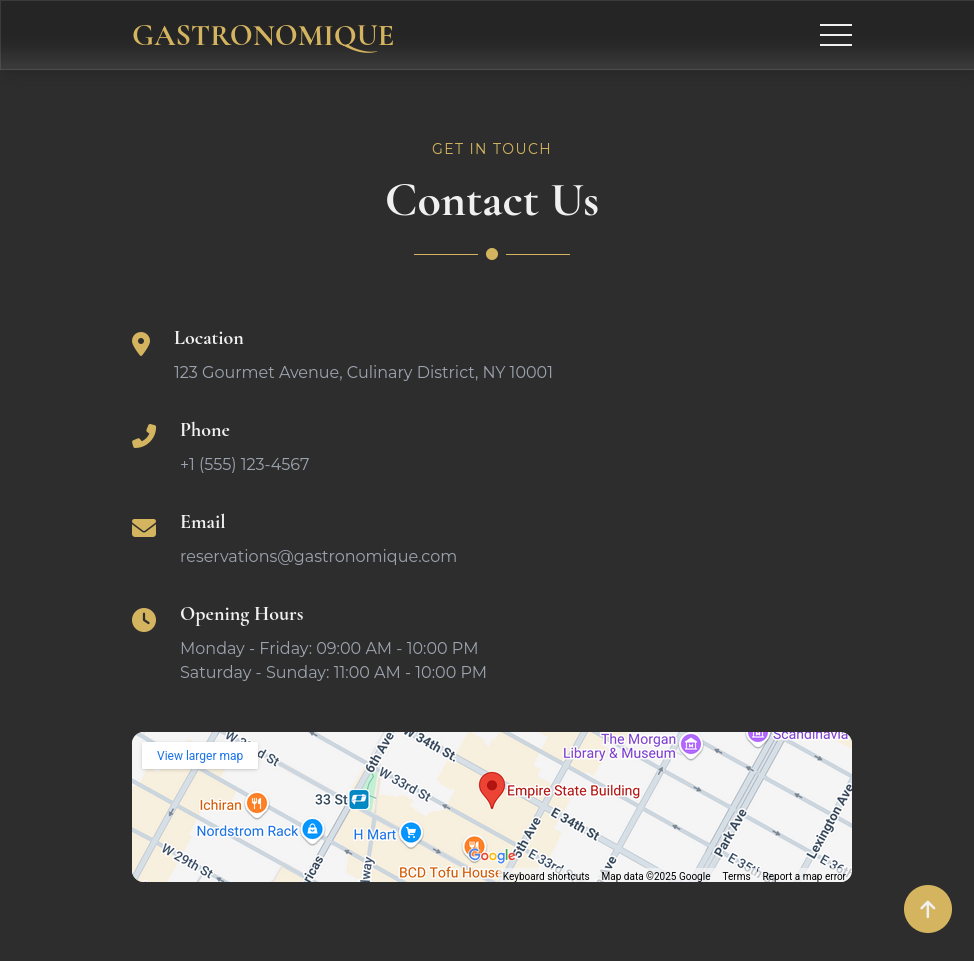 GASTRONOMIQUE
GET IN TOUCH
Contact Us
Location
123 Gourmet Avenue, Culinary District, NY 10001
Phone
+1 (555) 123-4567
Email
reservations@gastronomique.com
Opening Hours
Monday - Friday: 09:00 AM - 10:00 PM
Saturday - Sunday: 11:00 AM - 10:00 PM
View larger map
6th Ave
W 34th St.
The Morgan
Library & Museum
Scandinavia
W 33rd St
33 St
Ichiran
Empire State Building
Nordstrom Rack
H Mart
E 34th St
5th Ave
Park Ave
Lexington Ave
W 29th St
BCD Tofu House
Google
E 33rd
E 35th
E 36th
Keyboard shortcuts
Map data ©2025 Google
Terms
Report a map error